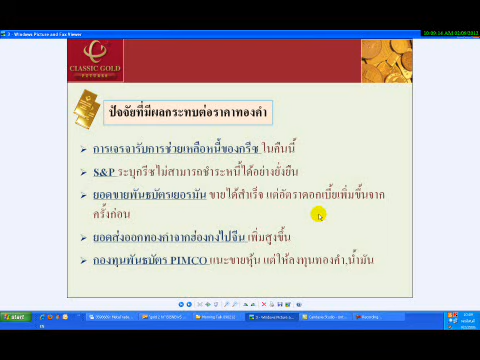 3 - Windows Picture and Fax Viewer
CLASSIC GOLD
FUTURES
ปัจจัยที่มีผลกระทบต่อราคาทองคำ
การเจรจารับการช่วยเหลือหนี้ของกรีซ ในคืนนี้
S&P ระบุกรีซไม่สามารถชำระหนี้ได้อย่างยั่งยืน
ยอดขายพันธบัตรเยอรมัน ขายได้สำเร็จ แต่อัตราดอกเบี้ยเพิ่มขึ้นจาก
ครั้งก่อน
ยอดส่งออกทองคำจากฮ่องกงไปจีน เพิ่มสูงขึ้น
กองทุนพันธบัตร PIMCO แนะขายหุ้น แต่ให้ลงทุนทองคำ,น้ำมัน
start